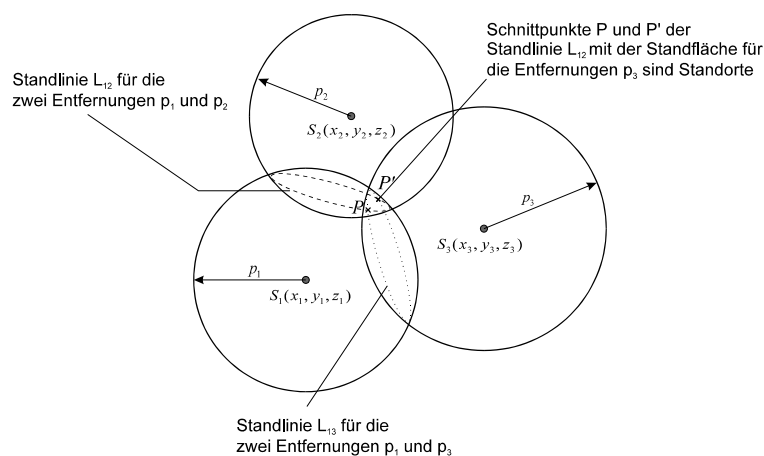 Schnittpunkte P und P' der
Standlinie L₁₂ mit der Standfläche für
die Entfernungen p₃ sind Standorte
Standlinie L₁₂ für die
zwei Entfernungen p₁ und p₂
p₂
S₂(x₂, y₂, z₂)
P'
P
p₃
S₃(x₃, y₃, z₃)
p₁
S₁(x₁, y₁, z₁)
Standlinie L₁₃ für die
zwei Entfernungen p₁ und p₃